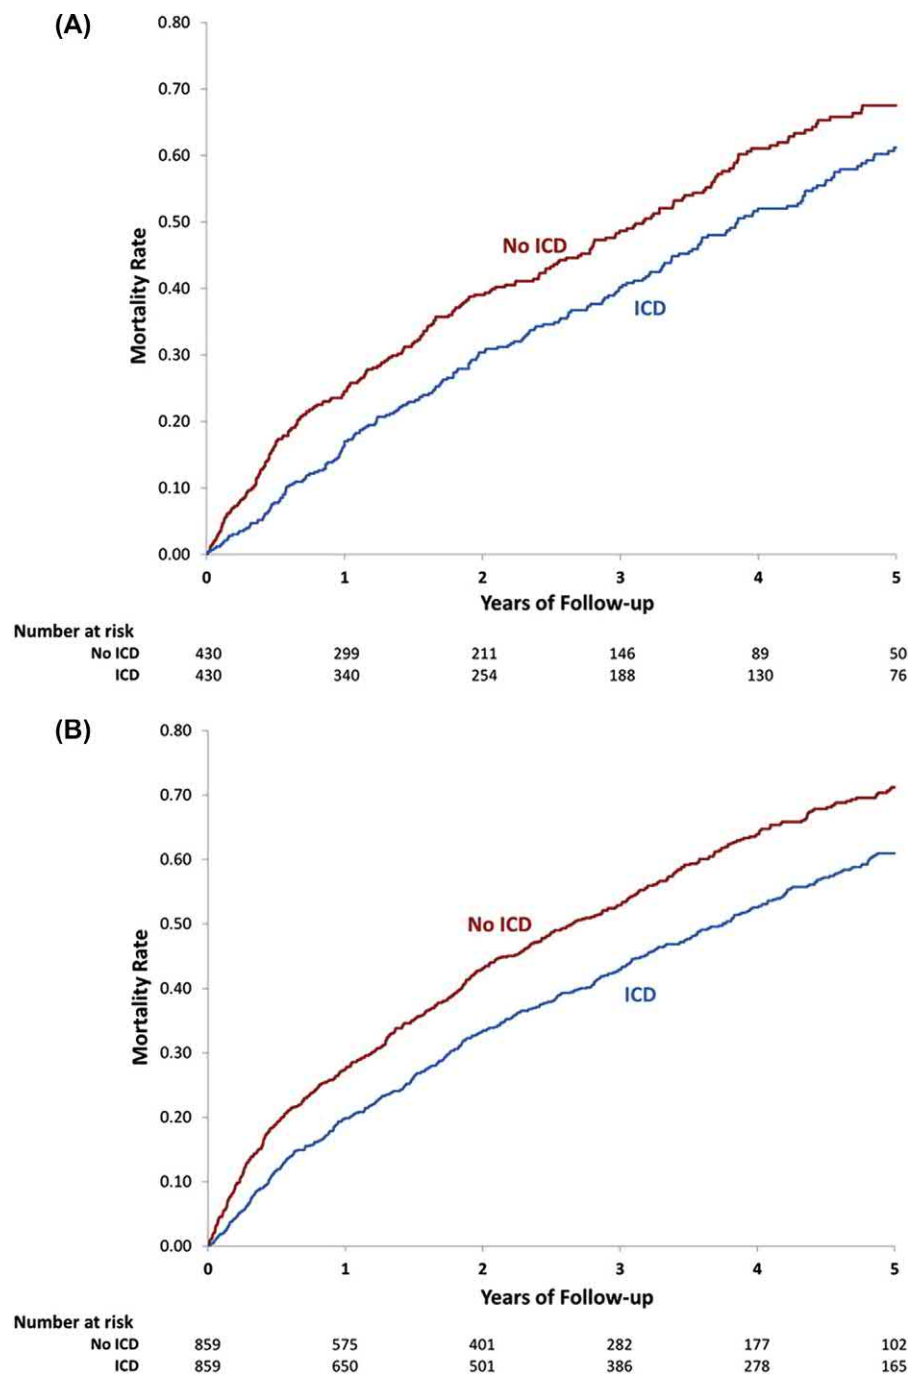 (A)
0.80
0.70
0.60
0.50
0.40
0.30
0.20
0.10
0.00
Mortality Rate
No ICD
ICD
0 1 2 3 4 5
Years of Follow-up
Number at risk
No ICD 430 299 211 146 89 50
ICD 430 340 254 188 130 76
(B)
0.80
0.70
0.60
0.50
0.40
0.30
0.20
0.10
0.00
Mortality Rate
No ICD
ICD
0 1 2 3 4 5
Years of Follow-up
Number at risk
No ICD 859 575 401 282 177 102
ICD 859 650 501 386 278 165